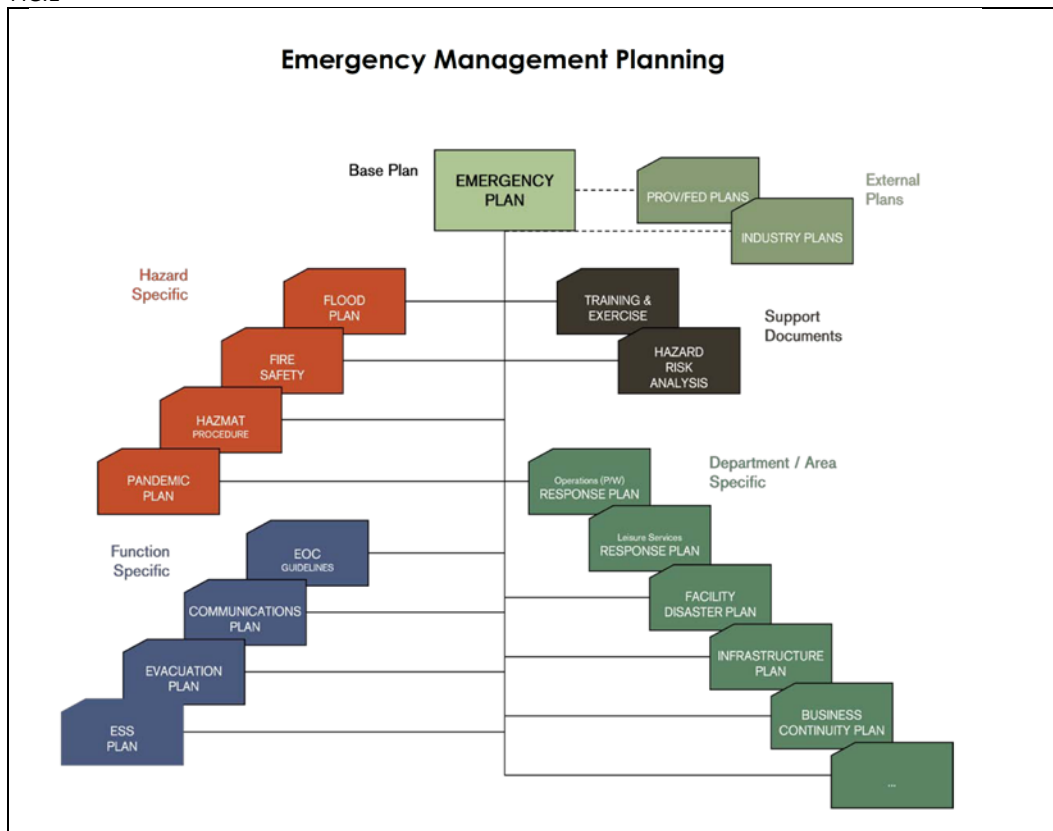 Emergency Management Planning
Base Plan
EMERGENCY
PLAN
PROV/FED PLANS
INDUSTRY PLANS
External
Plans
Hazard
Specific
FLOOD
PLAN
FIRE
SAFETY
HAZMAT
PROCEDURE
PANDEMIC
PLAN
TRAINING &
EXERCISE
HAZARD
RISK
ANALYSIS
Support
Documents
Department / Area
Specific
Operations (P/W)
RESPONSE PLAN
Leisure Services
RESPONSE PLAN
FACILITY
DISASTER PLAN
INFRASTRUCTURE
PLAN
BUSINESS
CONTINUITY PLAN
...
Function
Specific
EOC
GUIDELINES
COMMUNICATIONS
PLAN
EVACUATION
PLAN
ESS
PLAN